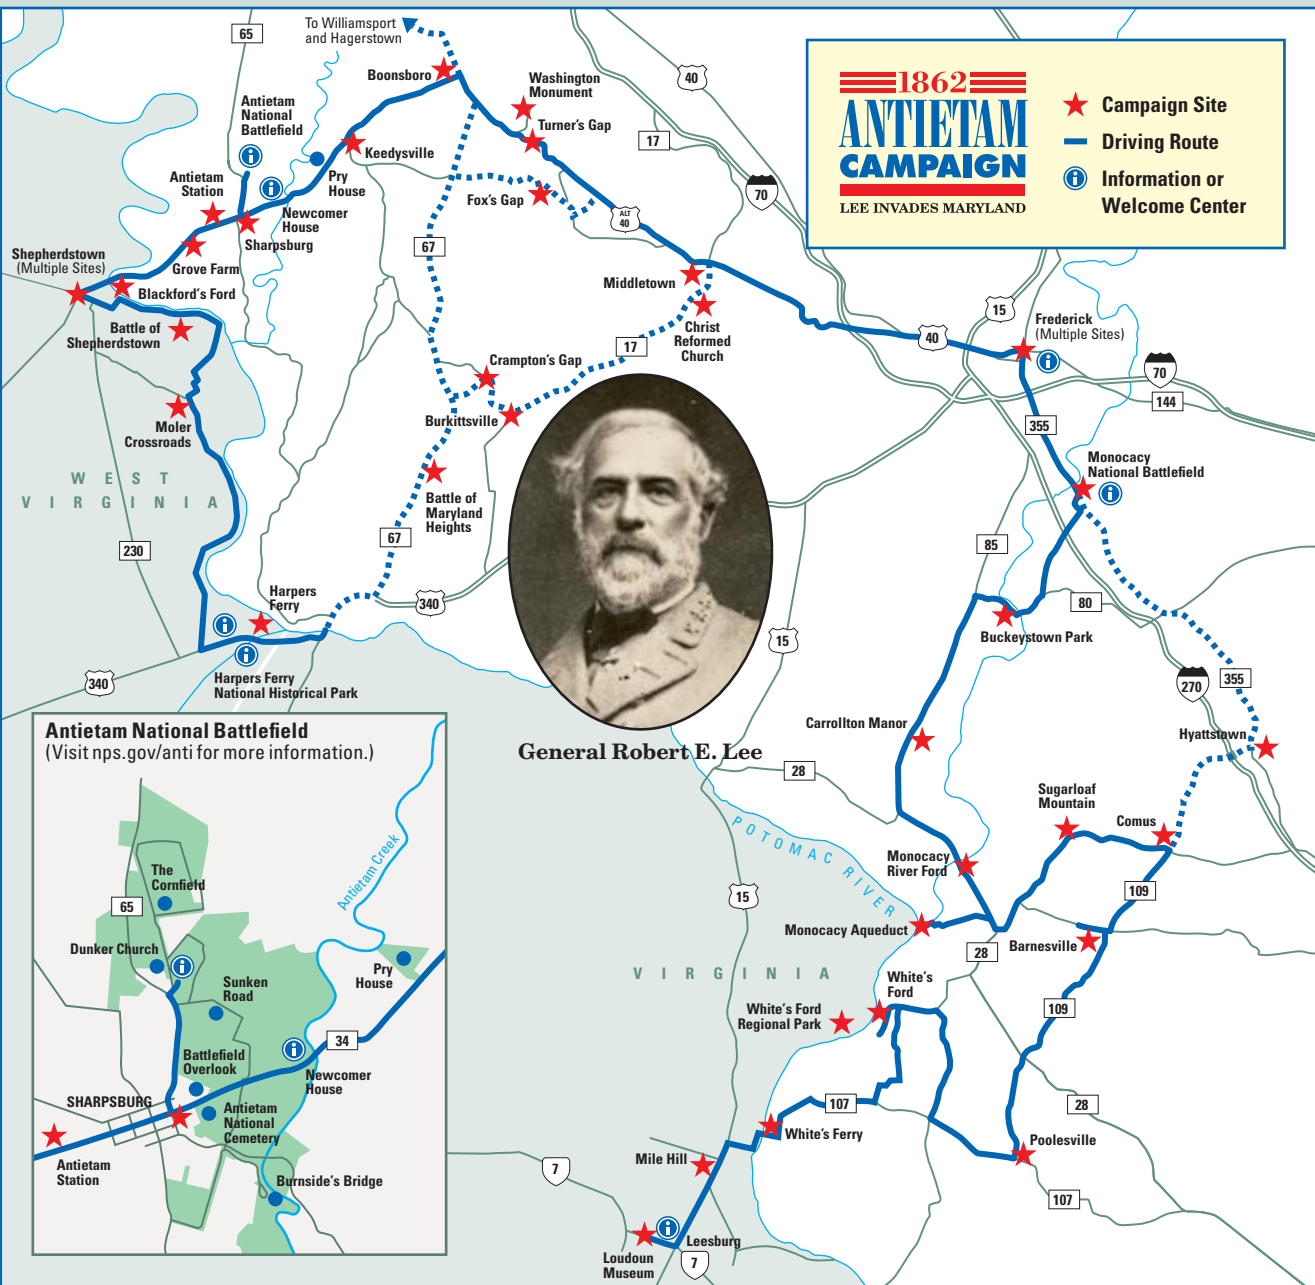 To Williamsport
and Hagerstown
65
Boonsboro
Washington
Monument
40
1862
ANTIETAM
CAMPAIGN
LEE INVADES MARYLAND
Campaign Site
Driving Route
Information or
Welcome Center
Antietam
National
Battlefield
Turner's Gap
17
Keedysville
Pry
House
70
Antietam
Station
Fox's Gap
Newcomer
House
ALT
40
Sharpsburg
67
Shepherdstown
(Multiple Sites)
Grove Farm
Middletown
Blackford's Ford
15
Frederick
(Multiple Sites)
Battle of
Shepherdstown
Christ
Reformed
Church
40
17
Crampton's Gap
70
144
Moler
Crossroads
Burkittsville
355
Monocacy
National Battlefield
WEST
VIRGINIA
Battle of
Maryland
Heights
67
230
85
Harpers
Ferry
340
80
Buckeystown Park
15
340
Harpers Ferry
National Historical Park
270
355
Carrollton Manor
Hyattstown
General Robert E. Lee
28
Sugarloaf
Mountain
Comus
POTOMAC RIVER
Monocacy
River Ford
109
15
Monocacy Aqueduct
Barnesville
28
VIRGINIA
White's
Ford
White's Ford
Regional Park
109
107
28
White's Ferry
Poolesville
Mile Hill
7
107
Leesburg
Loudoun
Museum
7
Antietam National Battlefield
(Visit nps.gov/anti for more information.)
Antietam Creek
The
Cornfield
65
Dunker Church
Pry
House
Sunken
Road
34
Battlefield
Overlook
Newcomer
House
SHARPSBURG
Antietam
National
Cemetery
Antietam
Station
Burnside's Bridge